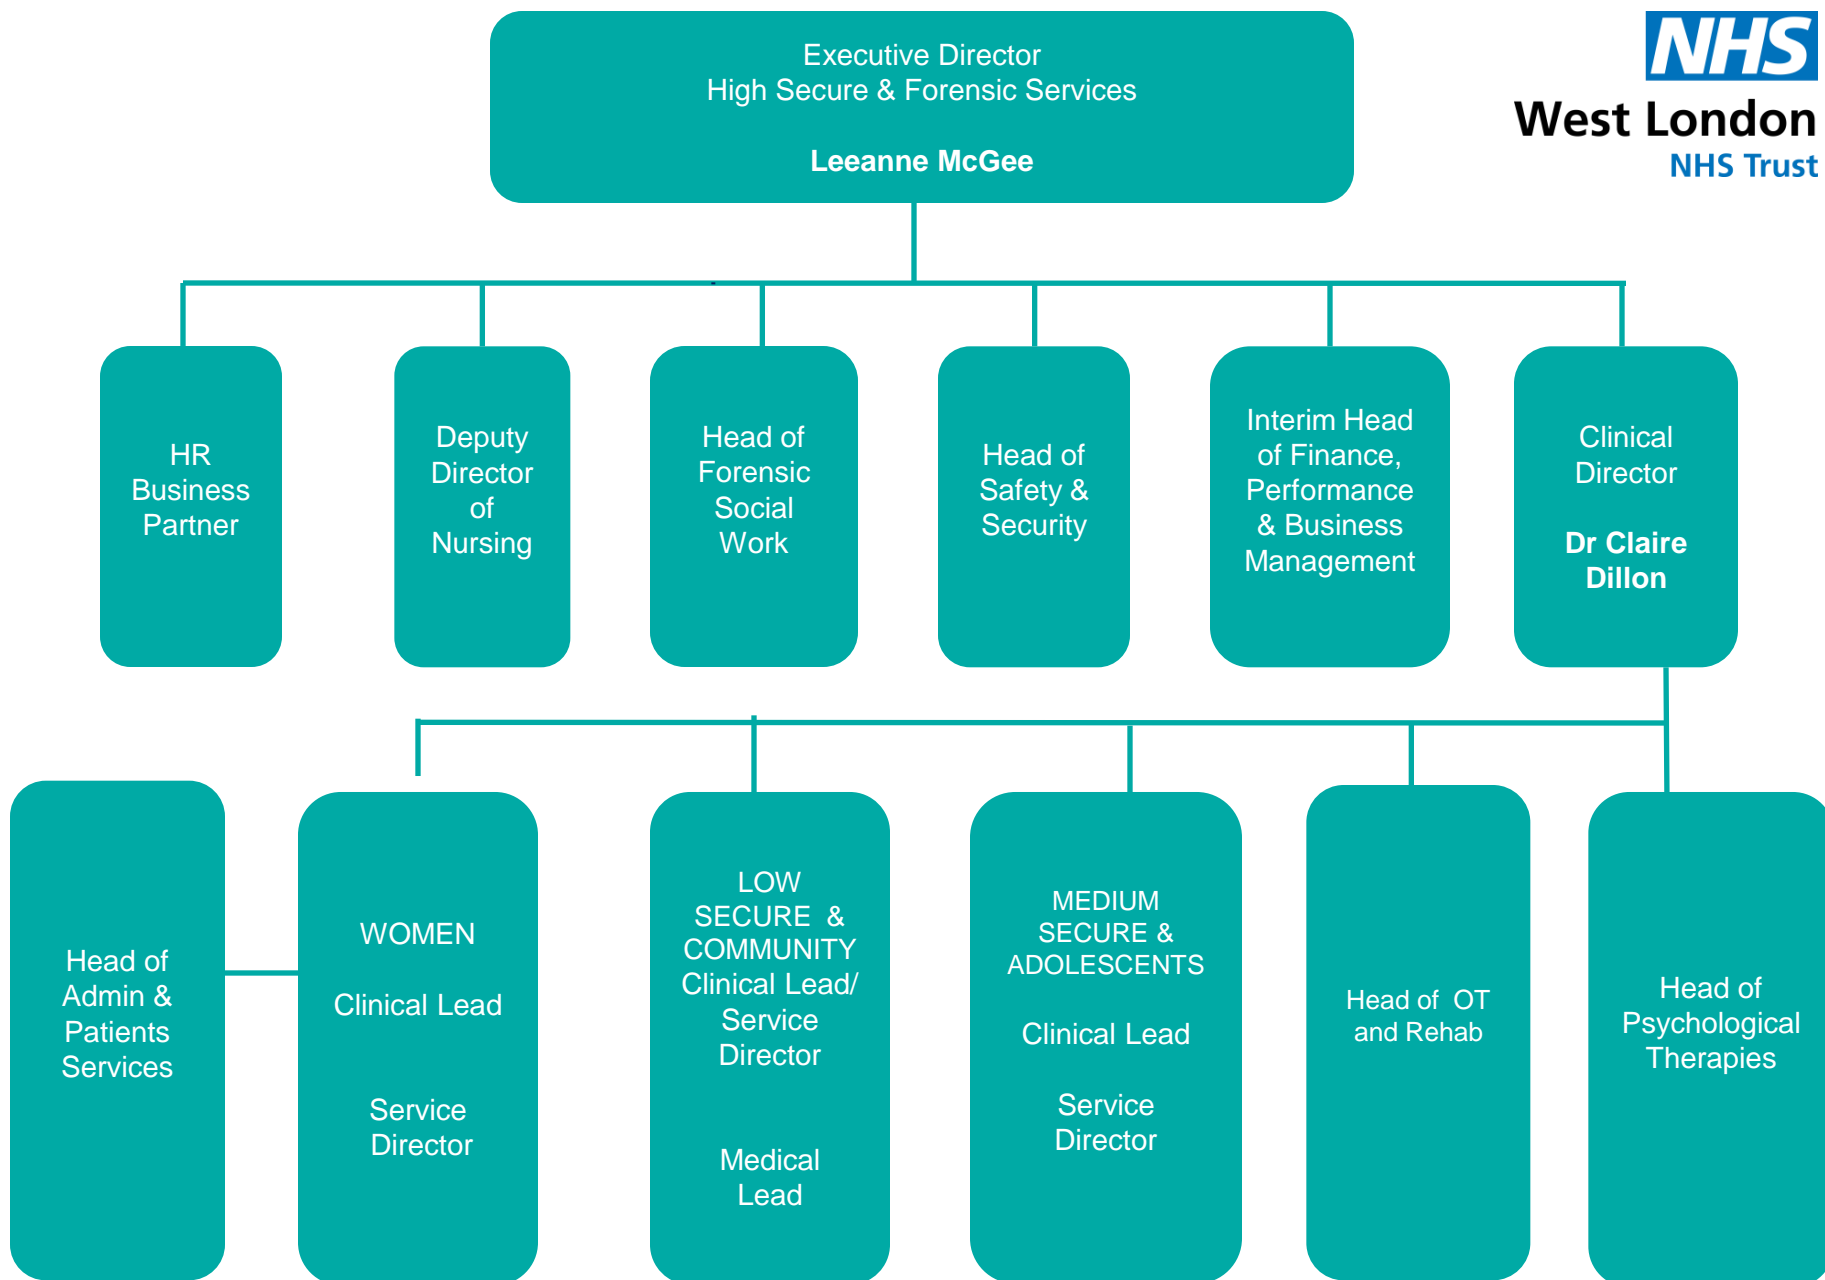 Executive Director
High Secure & Forensic Services
Leeanne McGee
NHS
West London
NHS Trust
HR
Business
Partner
Deputy
Director
of
Nursing
Head of
Forensic
Social
Work
Head of
Safety &
Security
Interim Head
of Finance,
Performance
& Business
Management
Clinical
Director
Dr Claire
Dillon
Head of
Admin &
Patients
Services
WOMEN
Clinical Lead
Service
Director
LOW
SECURE & 
COMMUNITY
Clinical Lead/
Service
Director
Medical
Lead
MEDIUM
SECURE &
ADOLESCENTS
Clinical Lead
Service
Director
Head of OT
and Rehab
Head of
Psychological
Therapies